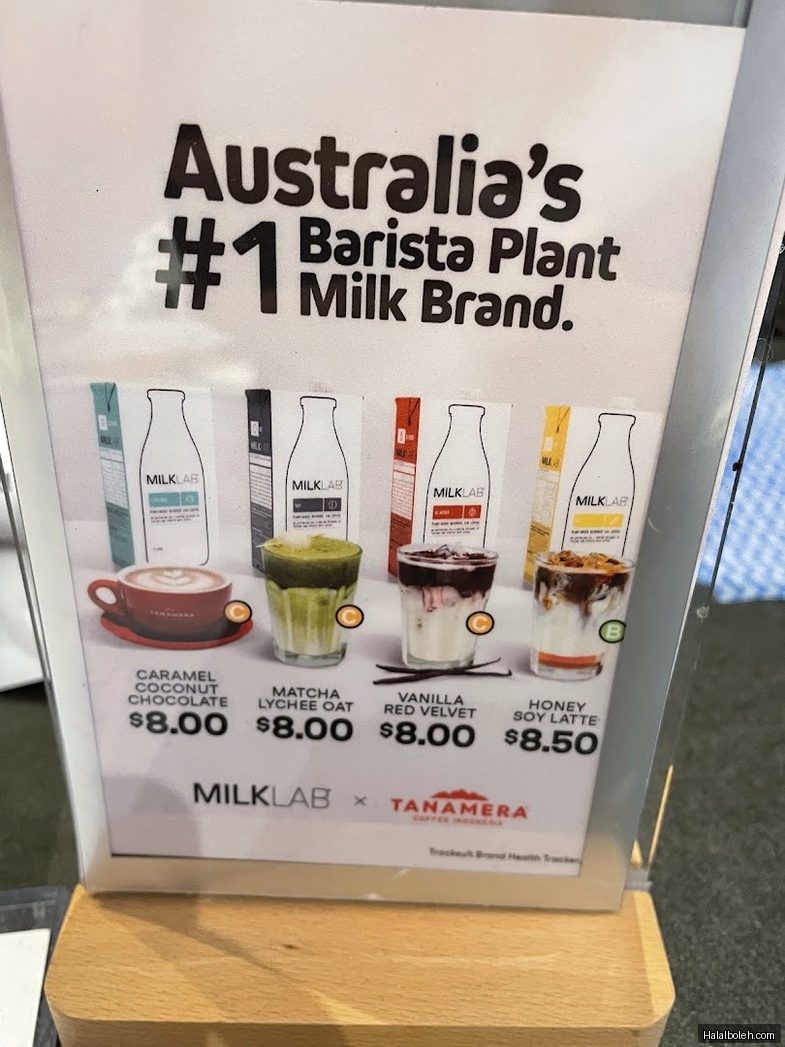 Australia's
#1 Barista Plant
Milk Brand.
MILKLAB
MILKLAB
MILKLAB
MILKLAB
TANAMERA
C
C
C
B
CARAMEL
COCONUT
CHOCOLATE
$8.00
MATCHA
LYCHEE OAT
$8.00
VANILLA
RED VELVET
$8.00
HONEY
SOY LATTE
$8.50
MILKLAB × TANAMERA
COFFEE INDONESIA
Tracksuit Brand Health Tracker
Halalboleh.com